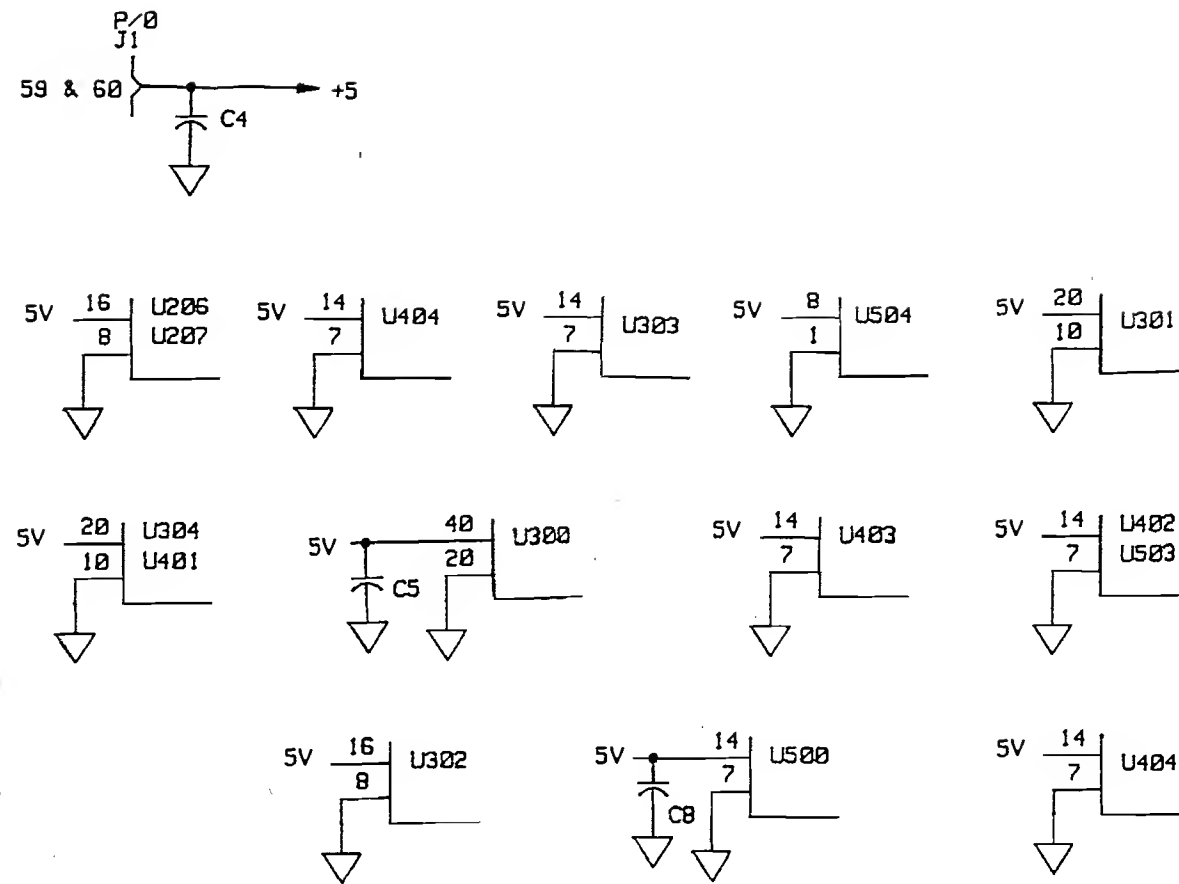 P/O
J1
59 & 60
+5
C4
5V 16 U206
8 U207
5V 14 U404
7
5V 14 U303
7
5V 8 U504
1
5V 20 U301
10
5V 20 U304
10 U401
5V 40 U300
20
C5
5V 14 U403
7
5V 14 U402
7 U503
5V 16 U302
8
5V 14 U500
7
C8
5V 14 U404
7